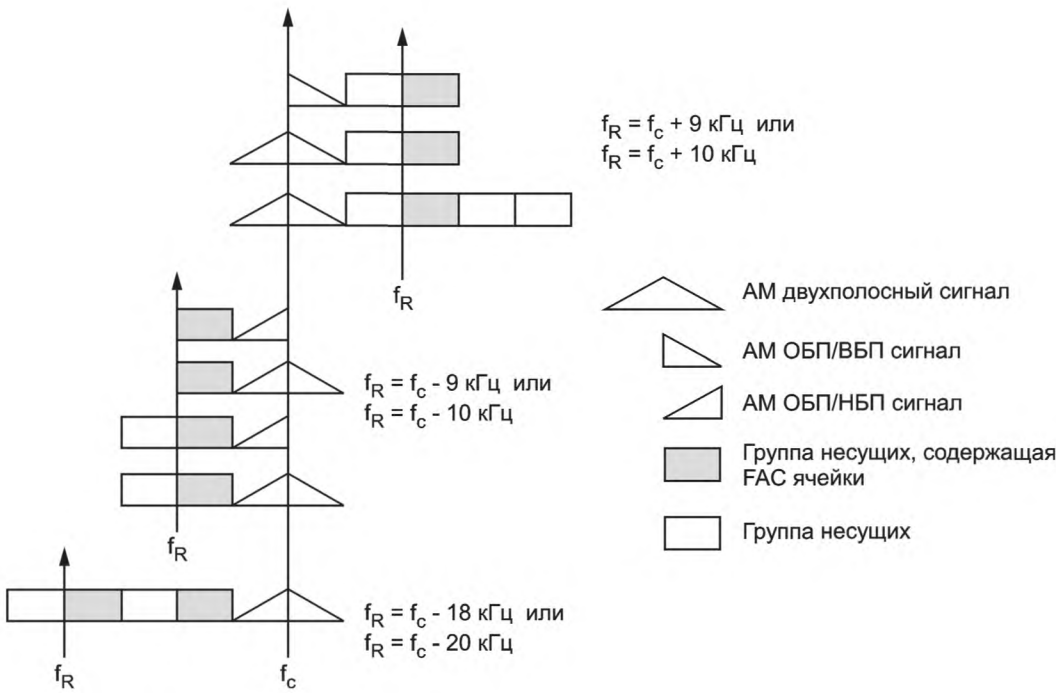 f_R = f_c + 9 кГц или
f_R = f_c + 10 кГц
f_R
АМ двухполосный сигнал
АМ ОБП/ВБП сигнал
f_R = f_c - 9 кГц или
f_R = f_c - 10 кГц
АМ ОБП/НБП сигнал
Группа несущих, содержащая
FAC ячейки
Группа несущих
f_R
f_R = f_c - 18 кГц или
f_R = f_c - 20 кГц
f_R
f_c